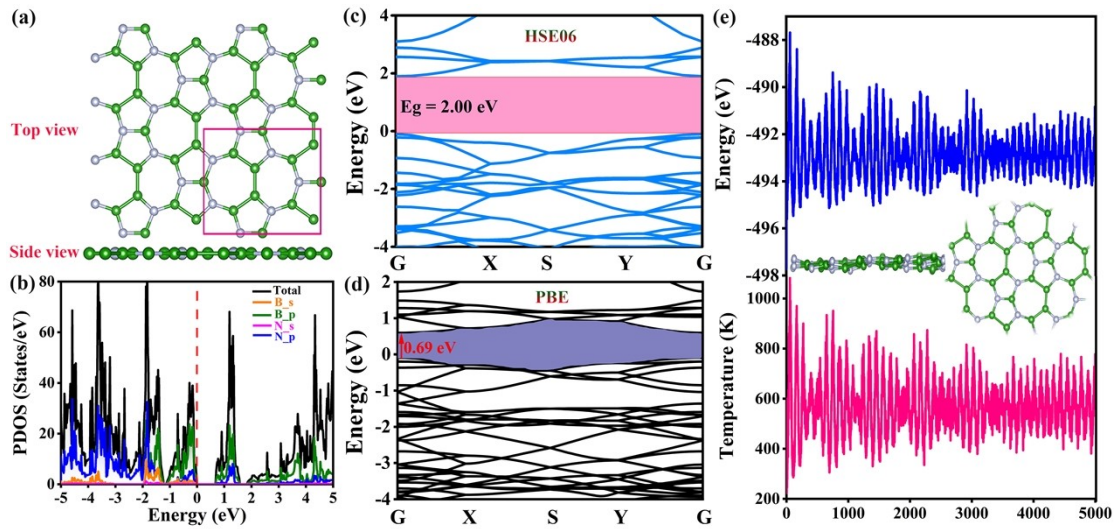 (a)
Top view
Side view
(b)
80
60
40
20
0
PDOS (States/eV)
Total
B_s
B_p
N_s
N_p
-5 -4 -3 -2 -1 0 1 2 3 4 5
Energy (eV)
(c)
HSE06
Eg = 2.00 eV
4
2
0
-2
-4
Energy (eV)
G X S Y G
(d)
PBE
0.69 eV
2
1
0
-1
-2
-3
-4
Energy (eV)
G X S Y G
(e)
-488
-490
-492
-494
-496
-498
Energy (eV)
1000
800
600
400
200
Temperature (K)
0 1000 2000 3000 4000 5000